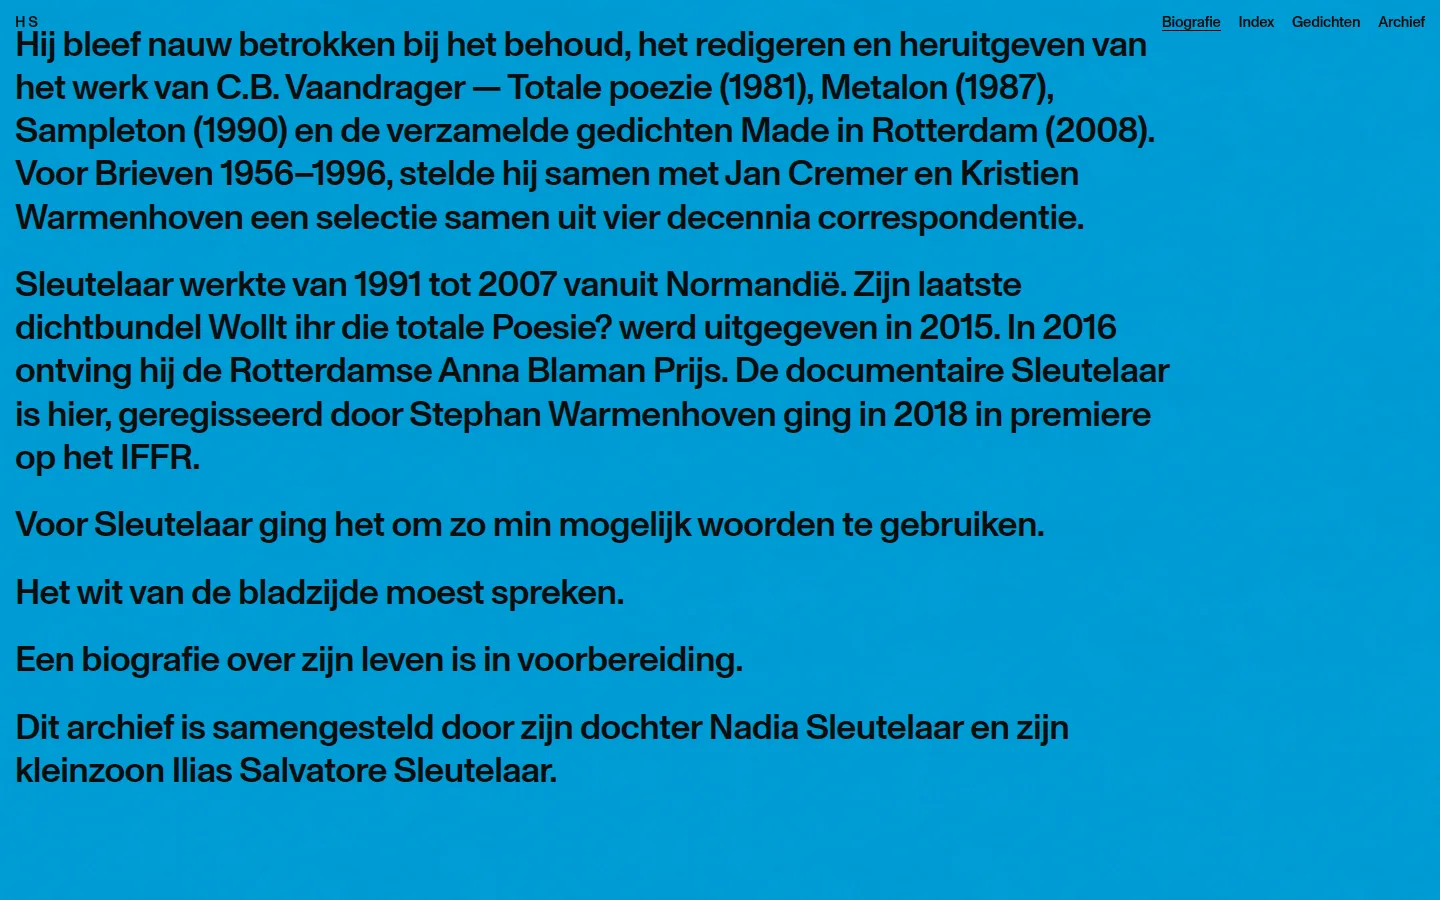 H S
Biografie Index Gedichten Archief
Hij bleef nauw betrokken bij het behoud, het redigeren en heruitgeven van
het werk van C.B. Vaandrager — Totale poezie (1981), Metalon (1987),
Sampleton (1990) en de verzamelde gedichten Made in Rotterdam (2008).
Voor Brieven 1956–1996, stelde hij samen met Jan Cremer en Kristien
Warmenhoven een selectie samen uit vier decennia correspondentie.
Sleutelaar werkte van 1991 tot 2007 vanuit Normandië. Zijn laatste
dichtbundel Wollt ihr die totale Poesie? werd uitgegeven in 2015. In 2016
ontving hij de Rotterdamse Anna Blaman Prijs. De documentaire Sleutelaar
is hier, geregisseerd door Stephan Warmenhoven ging in 2018 in premiere
op het IFFR.
Voor Sleutelaar ging het om zo min mogelijk woorden te gebruiken.
Het wit van de bladzijde moest spreken.
Een biografie over zijn leven is in voorbereiding.
Dit archief is samengesteld door zijn dochter Nadia Sleutelaar en zijn
kleinzoon Ilias Salvatore Sleutelaar.